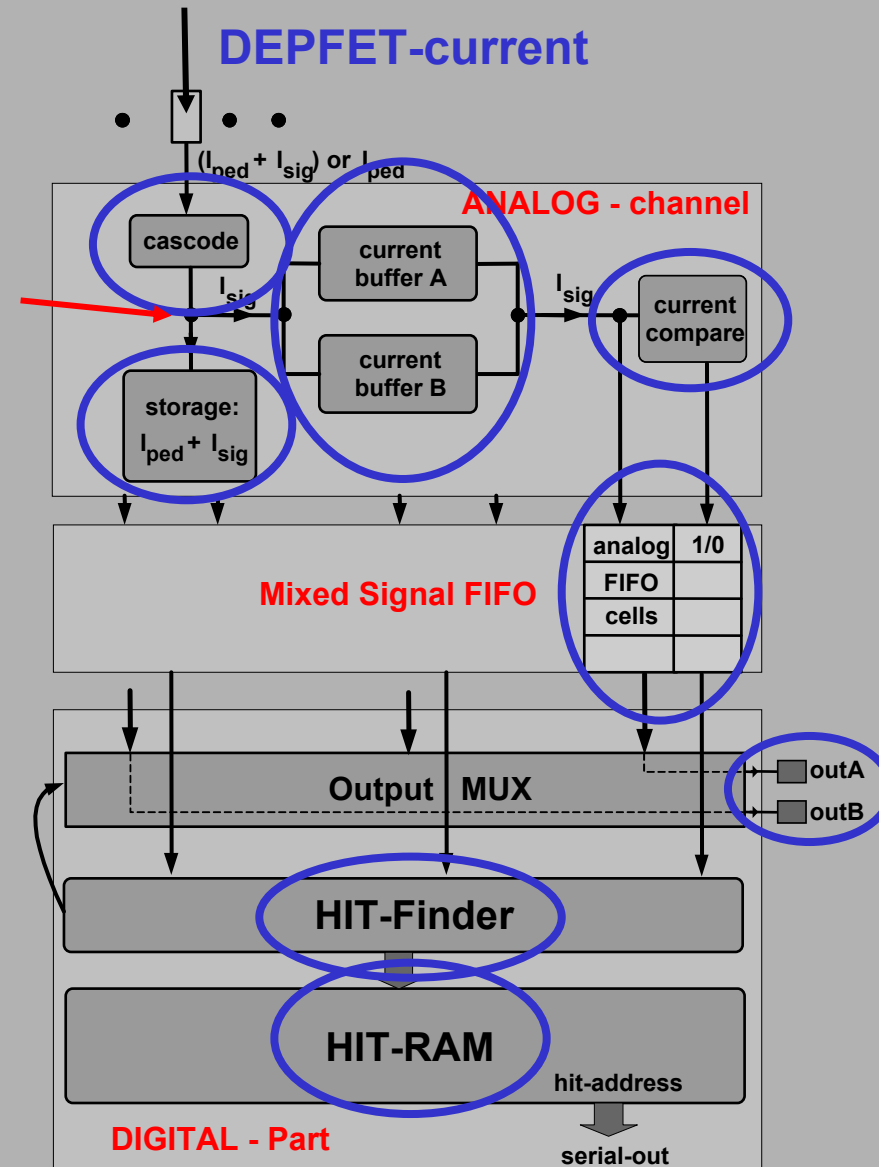 DEPFET-current
(Iped + Isig) or Iped
ANALOG - channel
cascode
current
buffer A
Isig
Isig
current
compare
current
buffer B
storage:
Iped + Isig
analog 1/0
FIFO
cells
Mixed Signal FIFO
outA
Output MUX
outB
HIT-Finder
HIT-RAM
hit-address
DIGITAL - Part
serial-out